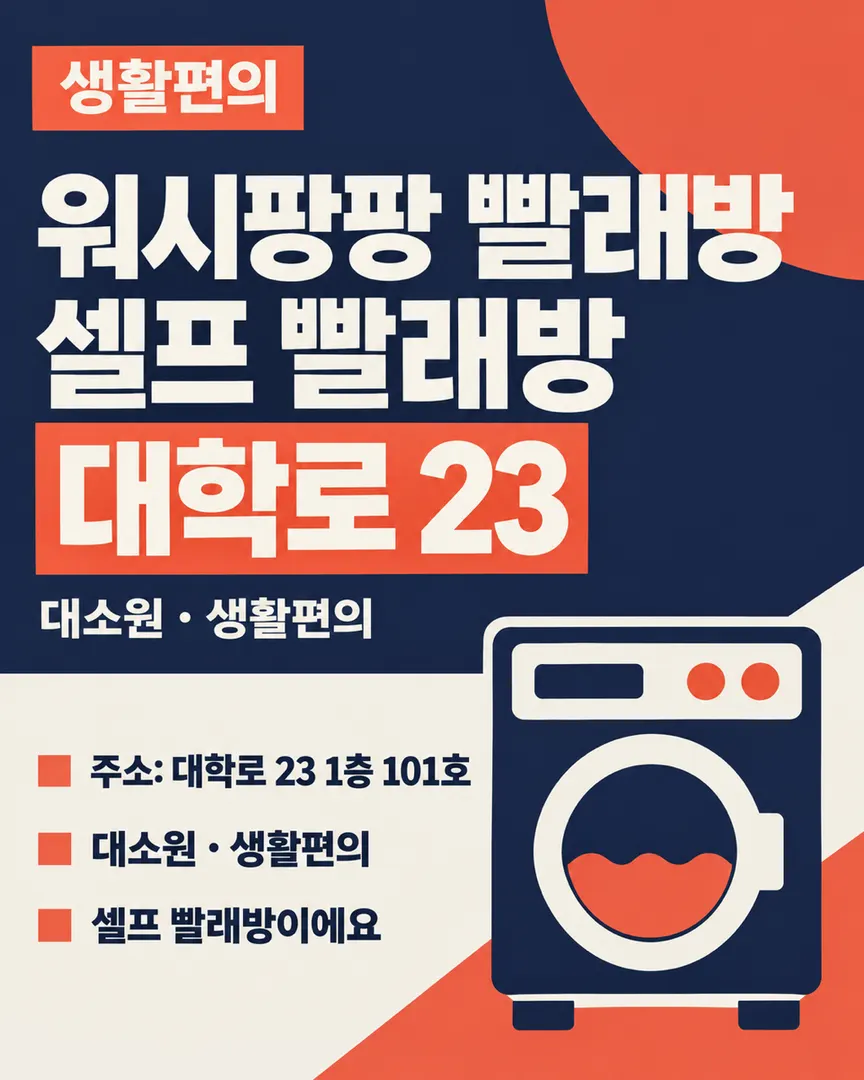 생활편의
워시팡팡 빨래방
셀프 빨래방
대학로 23
대소원 · 생활편의
주소: 대학로 23 1층 101호
대소원 · 생활편의
셀프 빨래방이에요